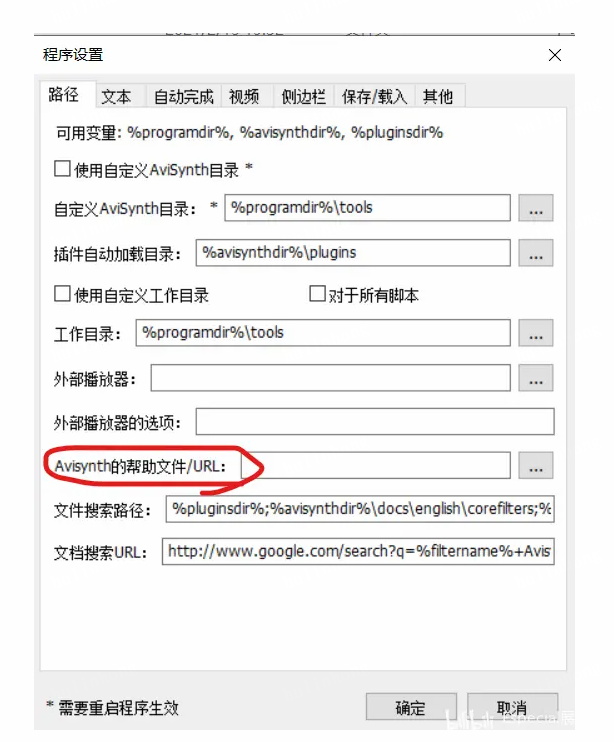 程序设置
路径 文本 自动完成 视频 侧边栏 保存/载入 其他
可用变量: %programdir%, %avisynthdir%, %pluginsdir%
使用自定义AviSynth目录 *
自定义AviSynth目录: * %programdir%\tools ...
插件自动加载目录: %avisynthdir%\plugins ...
使用自定义工作目录 对于所有脚本
工作目录: %programdir%\tools ...
外部播放器: ...
外部播放器的选项:
Avisynth的帮助文件/URL: ...
文件搜索路径: %pluginsdir%;%avisynthdir%\docs\english\corefilters;%
文档搜索URL: http://www.google.com/search?q=%filtername%+Avis
* 需要重启程序生效 确定 取消